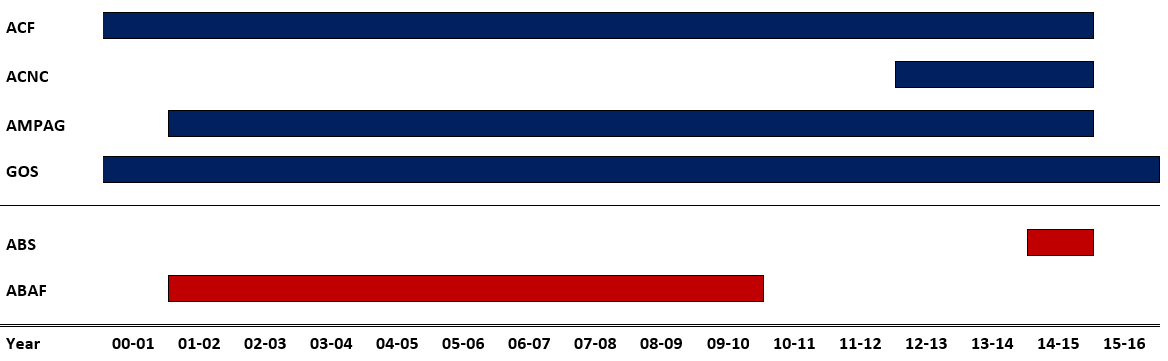 ACF
ACNC
AMPAG
GOS
ABS
ABAF
Year 00-01 01-02 02-03 03-04 04-05 05-06 06-07 07-08 08-09 09-10 10-11 11-12 12-13 13-14 14-15 15-16